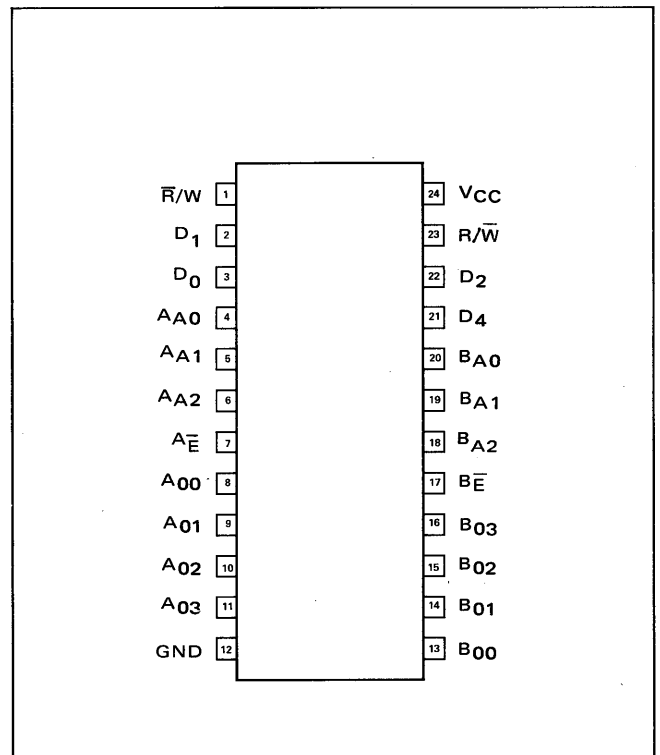 R̅/W 1 24 VCC
D1 2 23 R/W̅
D0 3 22 D2
AA0 4 21 D4
AA1 5 20 BA0
AA2 6 19 BA1
AE̅ 7 18 BA2
A00 8 17 BE̅
A01 9 16 B03
A02 10 15 B02
A03 11 14 B01
GND 12 13 B00